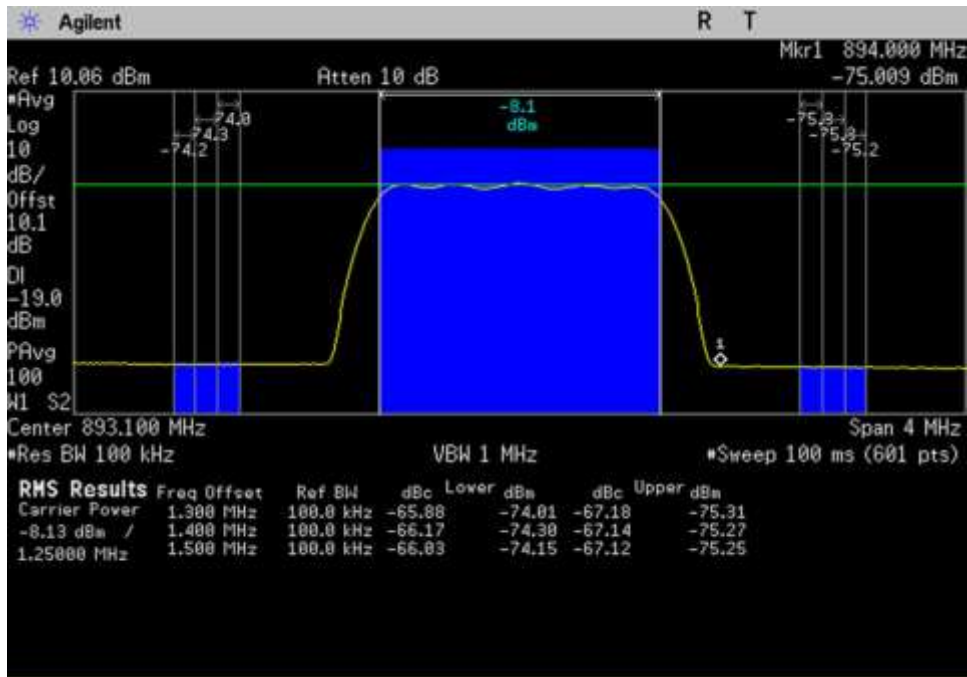 Agilent R T
Mkr1 894.000 MHz
Ref 10.06 dBm Atten 10 dB -75.009 dBm
#Avg
Log
10
dB/
Offst
10.1
dB
DI
-19.0
dBm
PAvg
100
W1 S2
-8.1
dBm
-74.0
-74.3
-74.2
-75.3
-75.3
-75.2
1
Center 893.100 MHz Span 4 MHz
#Res BW 100 kHz VBW 1 MHz #Sweep 100 ms (601 pts)
RMS Results Freq Offset Ref BW dBc Lower dBm dBc Upper dBm
Carrier Power 1.300 MHz 100.0 kHz -65.88 -74.01 -67.18 -75.31
-8.13 dBm / 1.400 MHz 100.0 kHz -66.17 -74.30 -67.14 -75.27
1.25000 MHz 1.500 MHz 100.0 kHz -66.03 -74.15 -67.12 -75.25